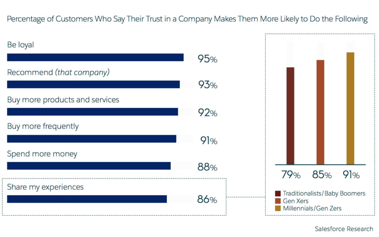 Percentage of Customers Who Say Their Trust in a Company Makes Them More Likely to Do the Following
Be loyal
95%
Recommend (that company)
93%
Buy more products and services
92%
Buy more frequently
91%
Spend more money
88%
Share my experiences
86%
79% 85% 91%
Traditionalists/Baby Boomers
Gen Xers
Millennials/Gen Zers
Salesforce Research